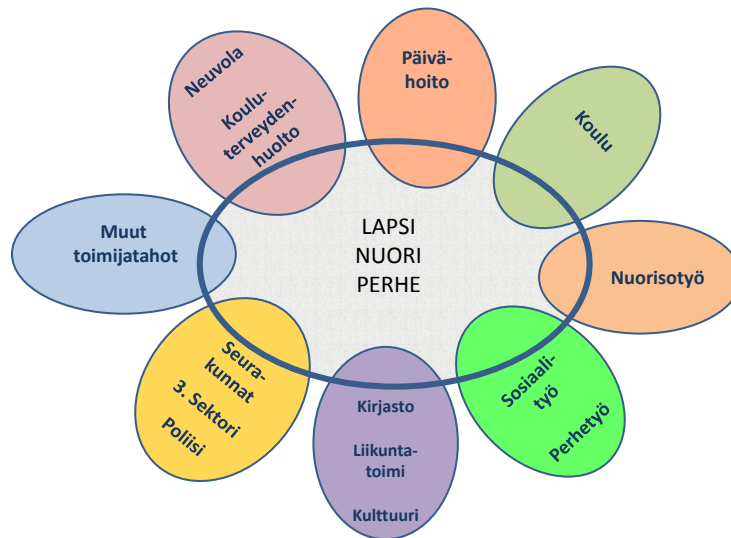 Neuvola
Koulu-
terveyden-
huolto
Päivä-
hoito
Koulu
Muut
toimijatahot
LAPSI
NUORI
PERHE
Nuorisotyö
Seura-
kunnat
3. Sektori
Poliisi
Kirjasto
Liikunta-
toimi
Kulttuuri
Sosiaali-
työ
Perhetyö